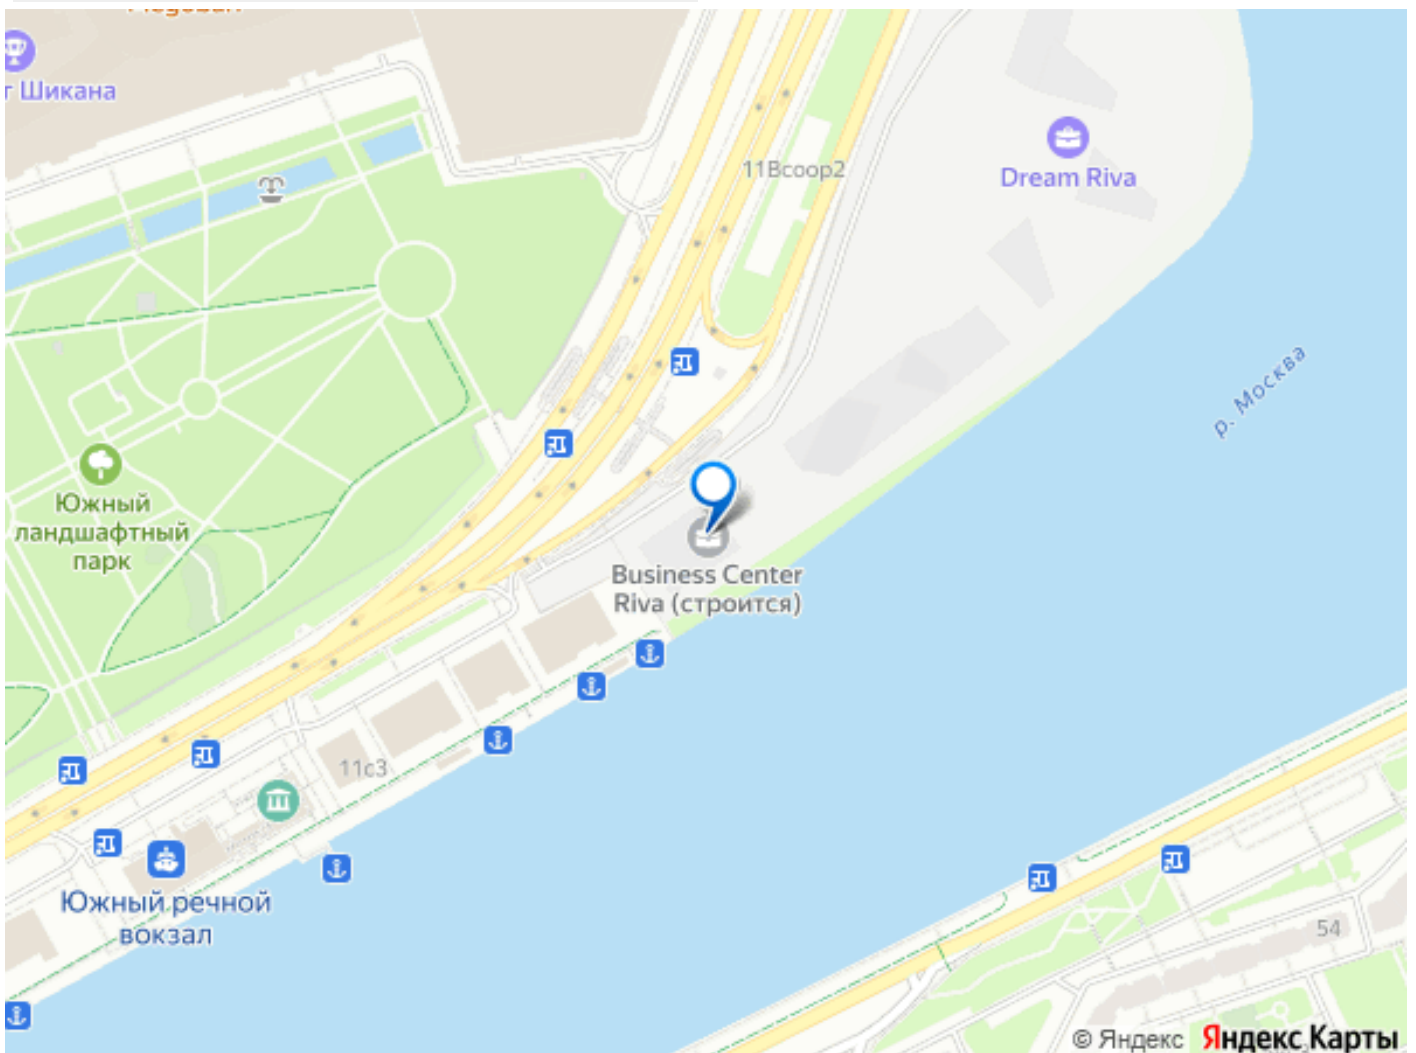 г Шикана
11Вcoop2
Dream Riva
р. Москва
Южный
ландшафтный
парк
Business Center
Riva (строится)
11с3
Южный речной
вокзал
54
© Яндекс Яндекс Карты